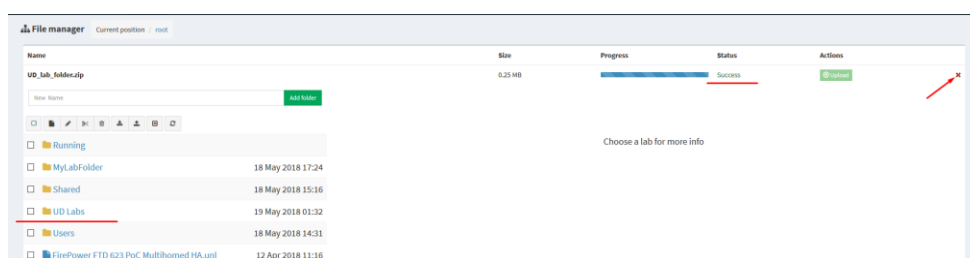 File manager Current position / root
Name Size Progress Status Actions
UD_lab_folder.zip 0.25 MB Success Upload
New Name Add folder
Choose a lab for more info
Running
MyLabFolder 18 May 2018 17:24
Shared 18 May 2018 15:16
UD Labs 19 May 2018 01:32
Users 18 May 2018 14:31
FirePower FTD 623 PoC Multihomed HA.unl 12 Apr 2018 11:16